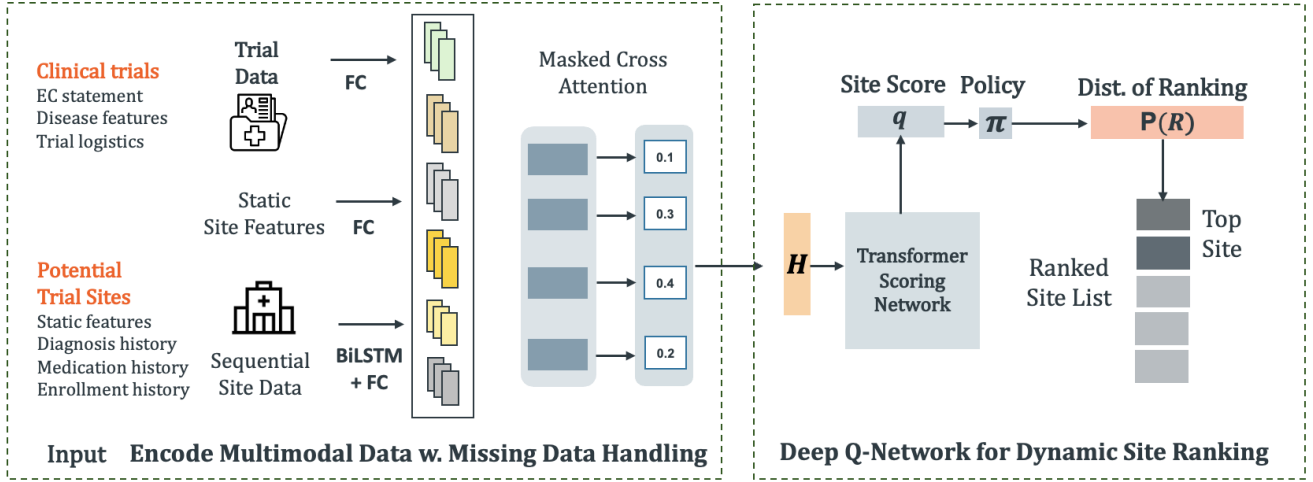 Clinical trials
EC statement
Disease features
Trial logistics
Trial
Data
FC
Static
Site Features
FC
Potential
Trial Sites
Static features
Diagnosis history
Medication history
Enrollment history
Sequential
Site Data
BiLSTM
+ FC
Masked Cross
Attention
0.1
0.3
0.4
0.2
Input
Encode Multimodal Data w. Missing Data Handling
H
Transformer
Scoring
Network
Site Score
q
Policy
π
Dist. of Ranking
P(R)
Ranked
Site List
Top
Site
Deep Q-Network for Dynamic Site Ranking